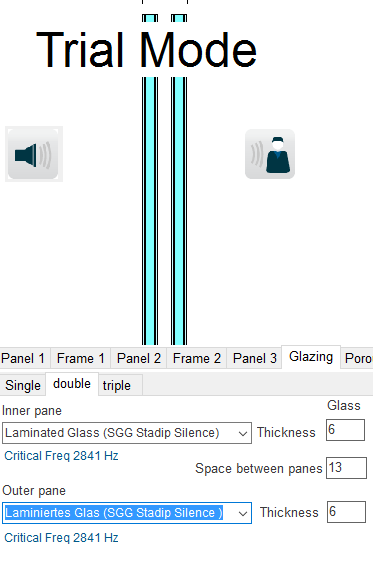 Trial Mode
Panel 1 Frame 1 Panel 2 Frame 2 Panel 3 Glazing Porou
Single double triple
Glass
Inner pane
Laminated Glass (SGG Stadip Silence) Thickness 6
Critical Freq 2841 Hz
Space between panes 13
Outer pane
Laminiertes Glas (SGG Stadip Silence ) Thickness 6
Critical Freq 2841 Hz